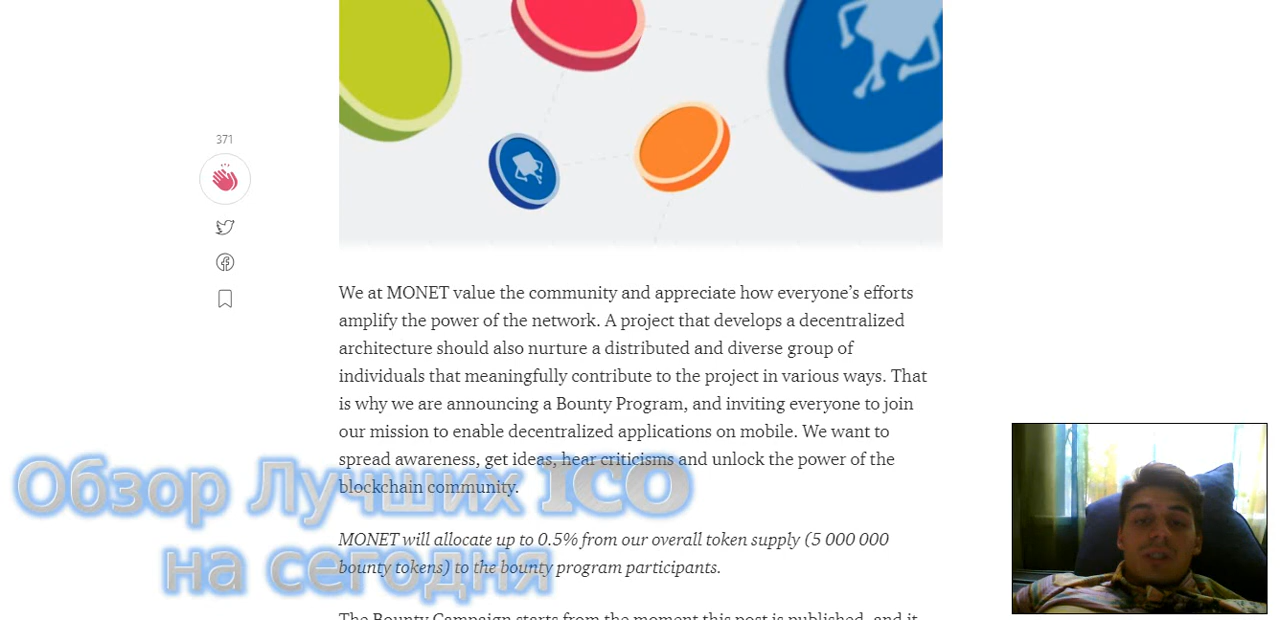 371
We at MONET value the community and appreciate how everyone’s efforts
amplify the power of the network. A project that develops a decentralized
architecture should also nurture a distributed and diverse group of
individuals that meaningfully contribute to the project in various ways. That
is why we are announcing a Bounty Program, and inviting everyone to join
our mission to enable decentralized applications on mobile. We want to
spread awareness, get ideas, hear criticisms and unlock the power of the
blockchain community.
Обзор Лучших ICO
на сегодня
MONET will allocate up to 0.5% from our overall token supply (5 000 000
bounty tokens) to the bounty program participants.
The Bounty Campaign starts from the moment this post is published, and it